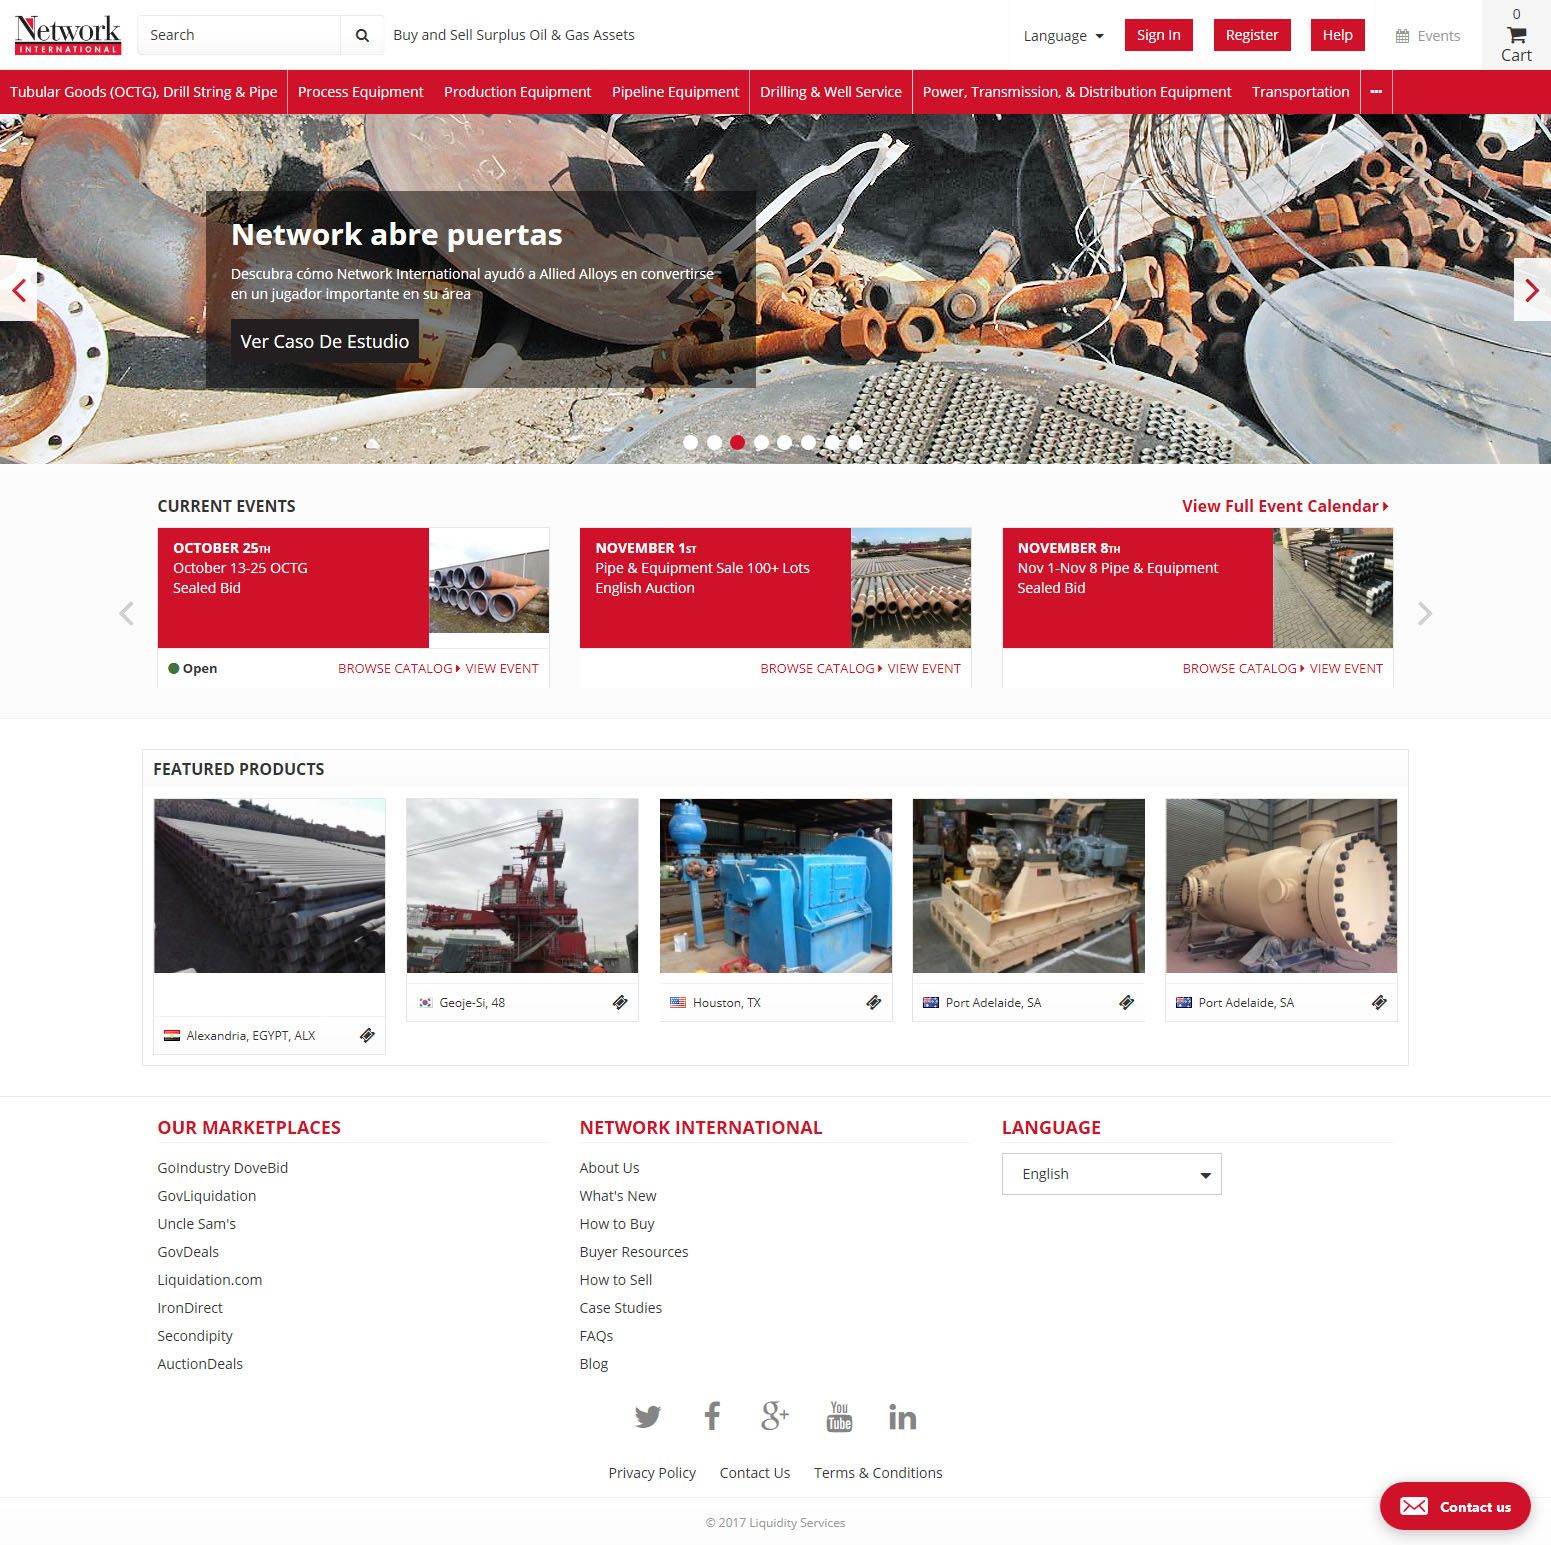 Network
INTERNATIONAL
Search
Buy and Sell Surplus Oil & Gas Assets
Language
Sign In
Register
Help
Events
0
Cart
Tubular Goods (OCTG), Drill String & Pipe
Process Equipment
Production Equipment
Pipeline Equipment
Drilling & Well Service
Power, Transmission, & Distribution Equipment
Transportation
Network abre puertas
Descubra cómo Network International ayudó a Allied Alloys en convertirse
en un jugador importante en su área
Ver Caso De Estudio
CURRENT EVENTS
View Full Event Calendar
OCTOBER 25TH
October 13-25 OCTG
Sealed Bid
Open
BROWSE CATALOG
VIEW EVENT
NOVEMBER 1ST
Pipe & Equipment Sale 100+ Lots
English Auction
BROWSE CATALOG
VIEW EVENT
NOVEMBER 8TH
Nov 1-Nov 8 Pipe & Equipment
Sealed Bid
BROWSE CATALOG
VIEW EVENT
FEATURED PRODUCTS
Alexandria, EGYPT, ALX
Geoje-Si, 48
Houston, TX
Port Adelaide, SA
Port Adelaide, SA
OUR MARKETPLACES
GoIndustry DoveBid
GovLiquidation
Uncle Sam's
GovDeals
Liquidation.com
IronDirect
Secondipity
AuctionDeals
NETWORK INTERNATIONAL
About Us
What's New
How to Buy
Buyer Resources
How to Sell
Case Studies
FAQs
Blog
LANGUAGE
English
You
Tube
Privacy Policy
Contact Us
Terms & Conditions
© 2017 Liquidity Services
Contact us